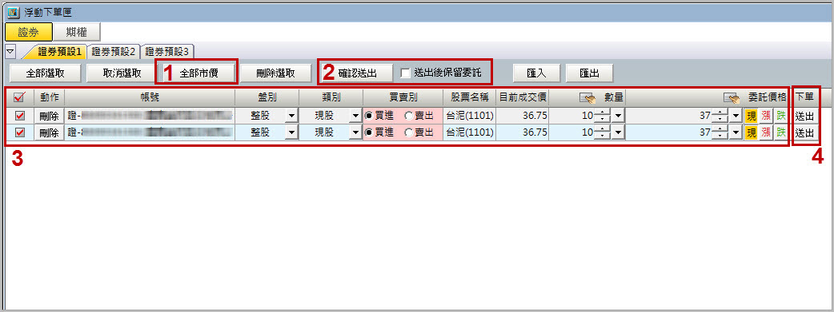 浮動下單匣
證券 期權
證券預設1 證券預設2 證券預設3
全部選取 取消選取 1 全部市價 刪除選取 2 確認送出 送出後保留委託 匯入 匯出
動作 帳號 盤別 類別 買賣別 股票名稱 目前成交價 數量 委託價格 下單
刪除 證- 整股 現股 買進 賣出 台泥(1101) 36.75 10 37 現 漲 跌 送出
刪除 證- 整股 現股 買進 賣出 台泥(1101) 36.75 10 37 現 漲 跌 送出
3 4